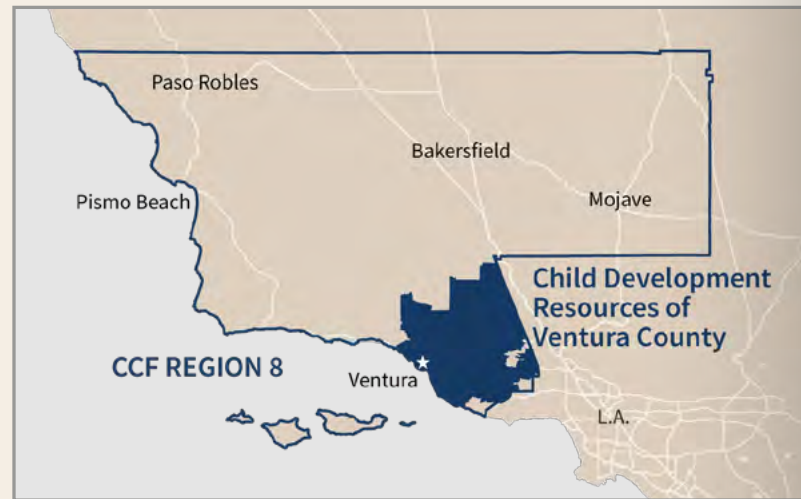 Paso Robles
Bakersfield
Mojave
Pismo Beach
Child Development
Resources of
Ventura County
CCF REGION 8
Ventura
L.A.